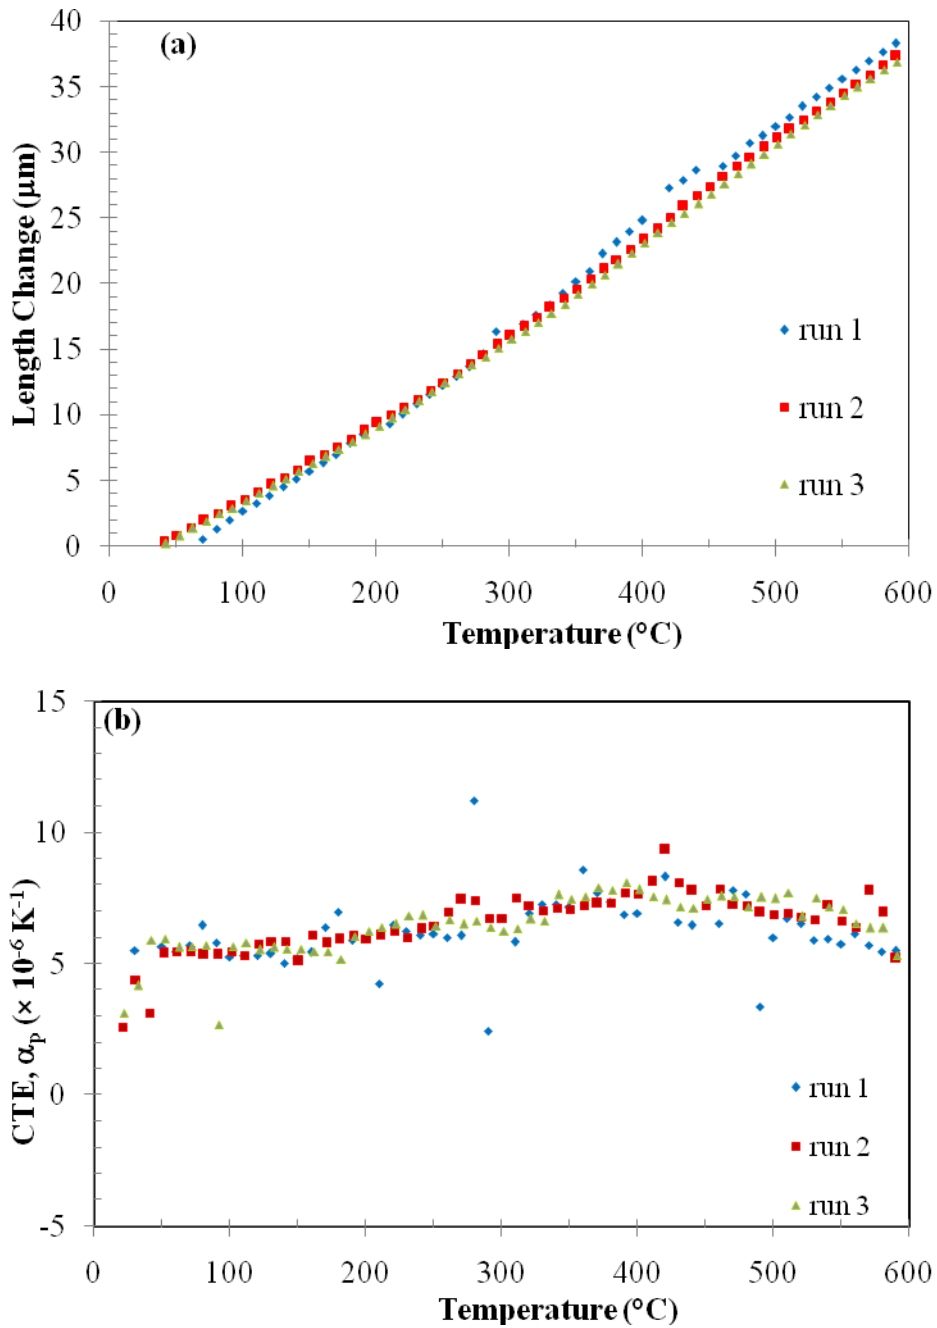 (a)
40
35
30
25
20
15
10
5
0
Length Change (μm)
run 1
run 2
run 3
0 100 200 300 400 500 600
Temperature (°C)
(b)
15
10
5
0
-5
CTE, αp (× 10-6 K-1)
run 1
run 2
run 3
0 100 200 300 400 500 600
Temperature (°C)